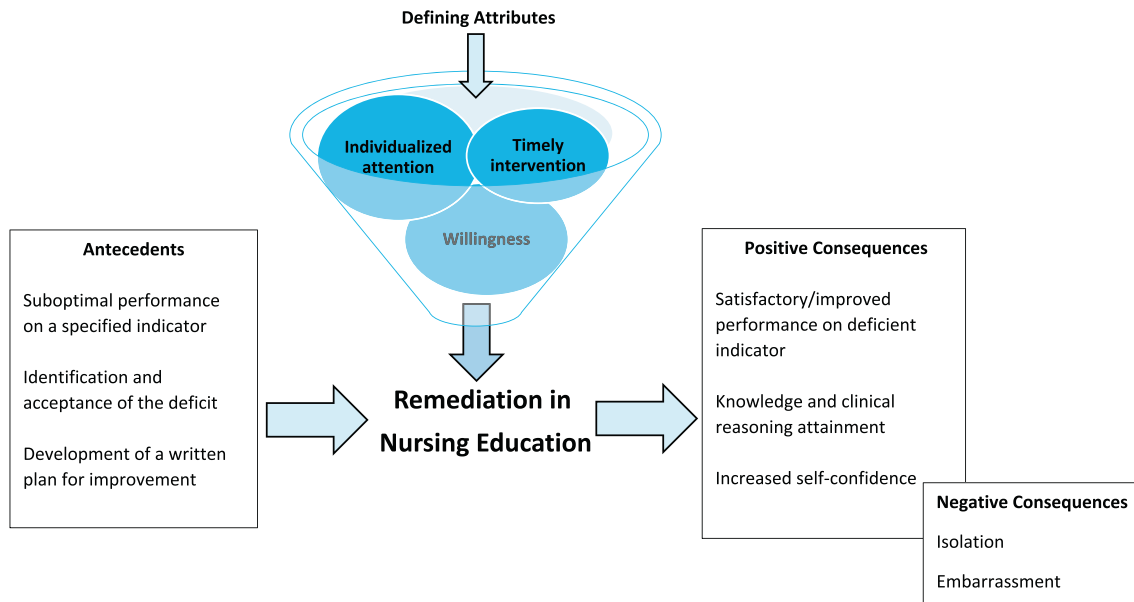 Defining Attributes
Individualized
attention
Timely
intervention
Willingness
Antecedents
Suboptimal performance
on a specified indicator
Identification and
acceptance of the deficit
Development of a written
plan for improvement
Remediation in
Nursing Education
Positive Consequences
Satisfactory/improved
performance on deficient
indicator
Knowledge and clinical
reasoning attainment
Increased self-confidence
Negative Consequences
Isolation
Embarrassment